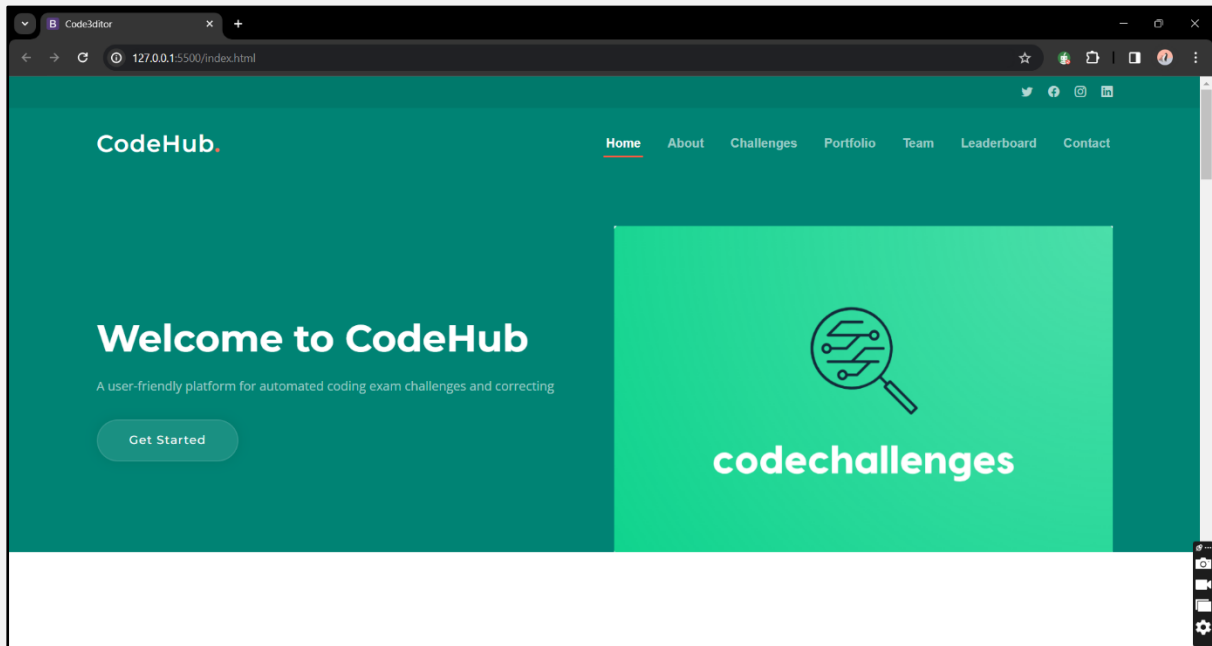 Code3ditor
127.0.0.1:5500/index.html
CodeHub.
Home About Challenges Portfolio Team Leaderboard Contact
Welcome to CodeHub
A user-friendly platform for automated coding exam challenges and correcting
Get Started
codechallenges